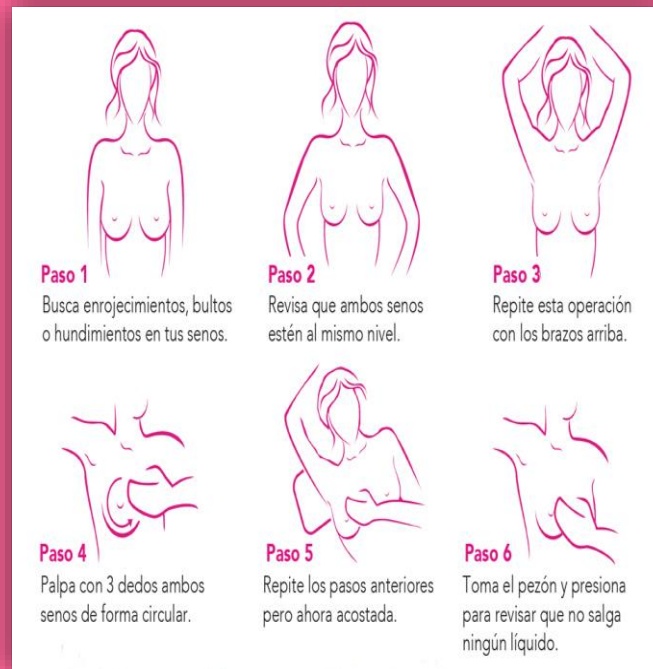 Paso 1
Busca enrojecimientos, bultos
o hundimientos en tus senos.
Paso 2
Revisa que ambos senos
estén al mismo nivel.
Paso 3
Repite esta operación
con los brazos arriba.
Paso 4
Palpa con 3 dedos ambos
senos de forma circular.
Paso 5
Repite los pasos anteriores
pero ahora acostada.
Paso 6
Toma el pezón y presiona
para revisar que no salga
ningún líquido.